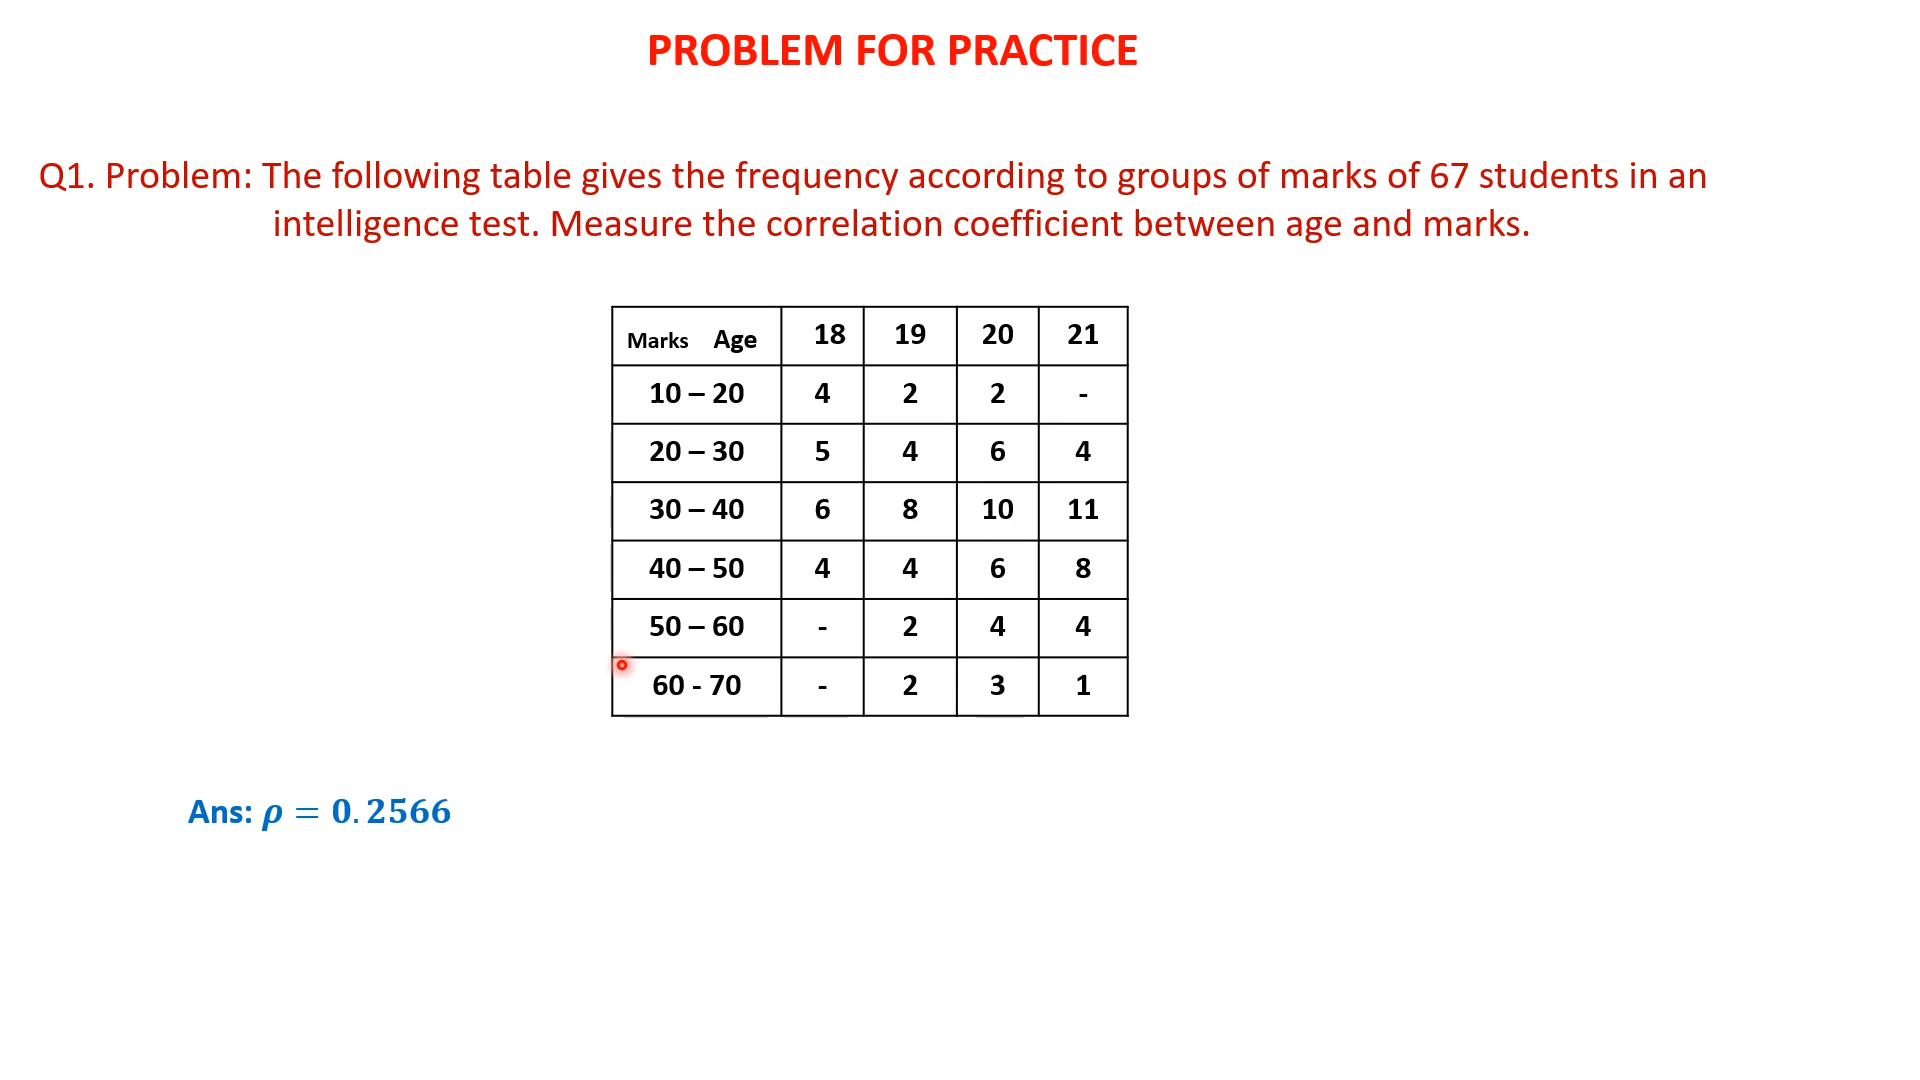 PROBLEM FOR PRACTICE
Q1. Problem: The following table gives the frequency according to groups of marks of 67 students in an
intelligence test. Measure the correlation coefficient between age and marks.
Marks Age 18 19 20 21
10 – 20 4 2 2 -
20 – 30 5 4 6 4
30 – 40 6 8 10 11
40 – 50 4 4 6 8
50 – 60 - 2 4 4
60 - 70 - 2 3 1
Ans: ρ = 0.2566